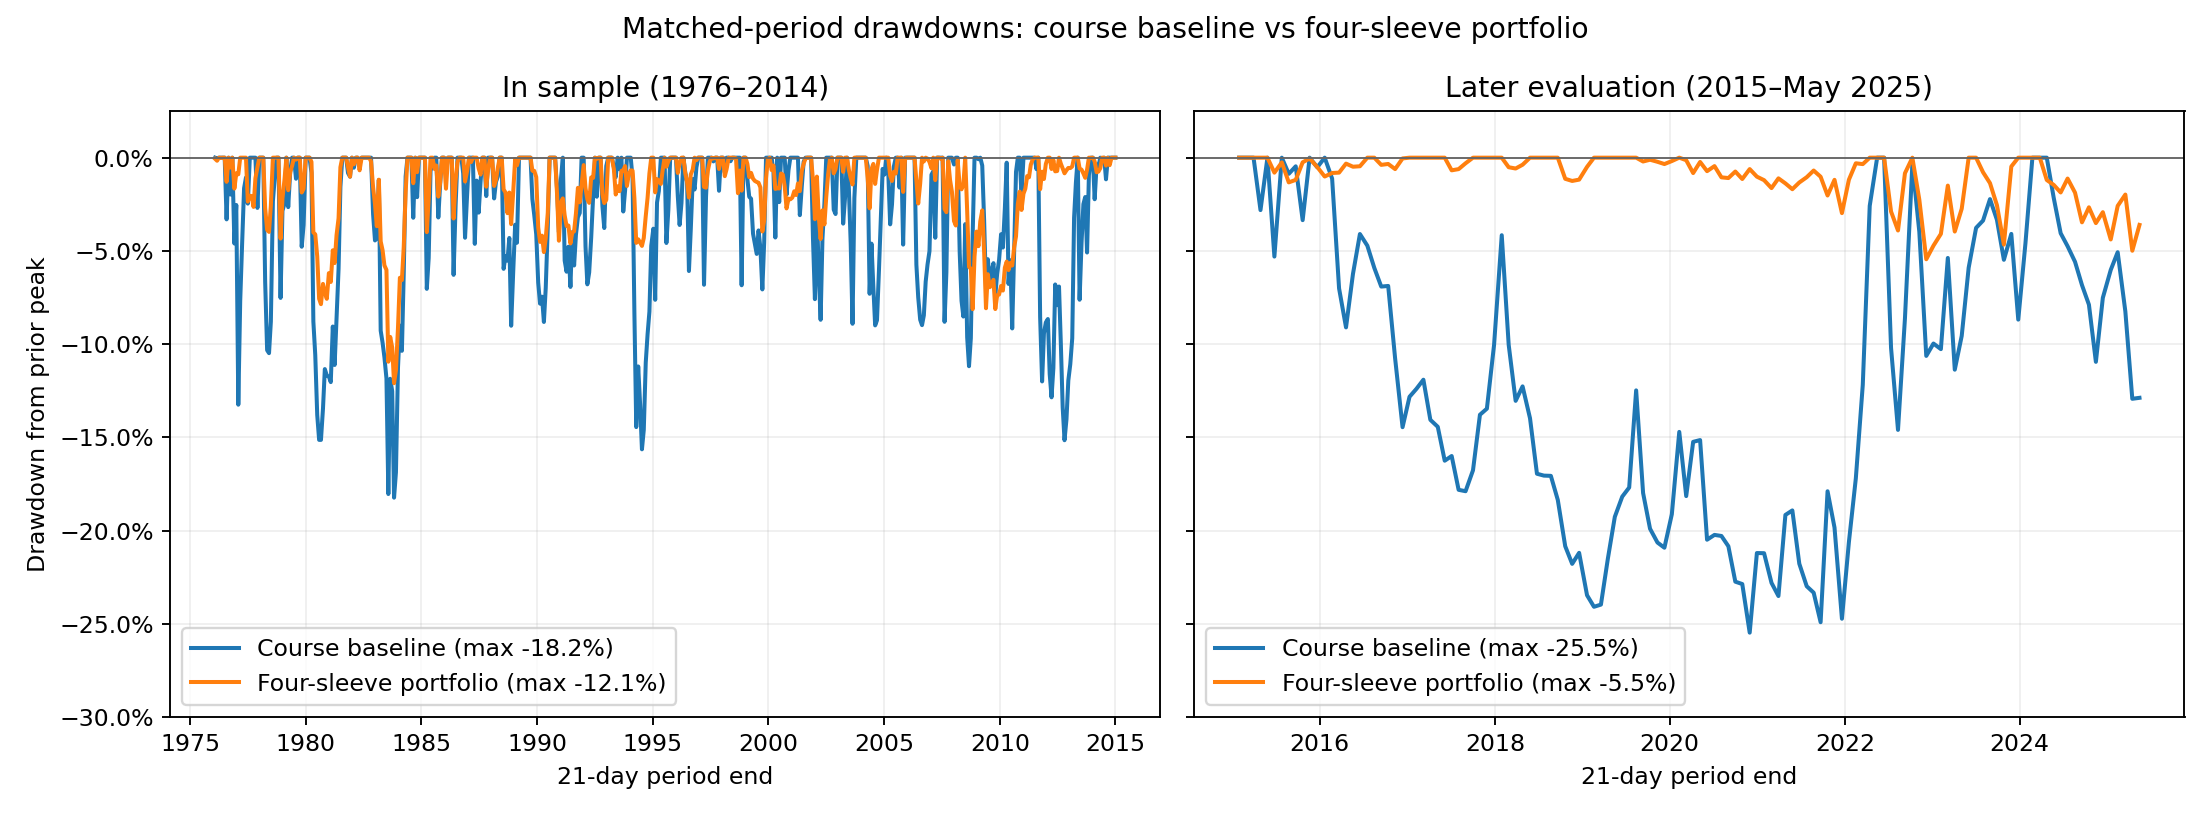 Matched-period drawdowns: course baseline vs four-sleeve portfolio
In sample (1976–2014)
Drawdown from prior peak
0.0%
−5.0%
−10.0%
−15.0%
−20.0%
−25.0%
−30.0%
Course baseline (max -18.2%)
Four-sleeve portfolio (max -12.1%)
1975 1980 1985 1990 1995 2000 2005 2010 2015
21-day period end
Later evaluation (2015–May 2025)
Course baseline (max -25.5%)
Four-sleeve portfolio (max -5.5%)
2016 2018 2020 2022 2024
21-day period end